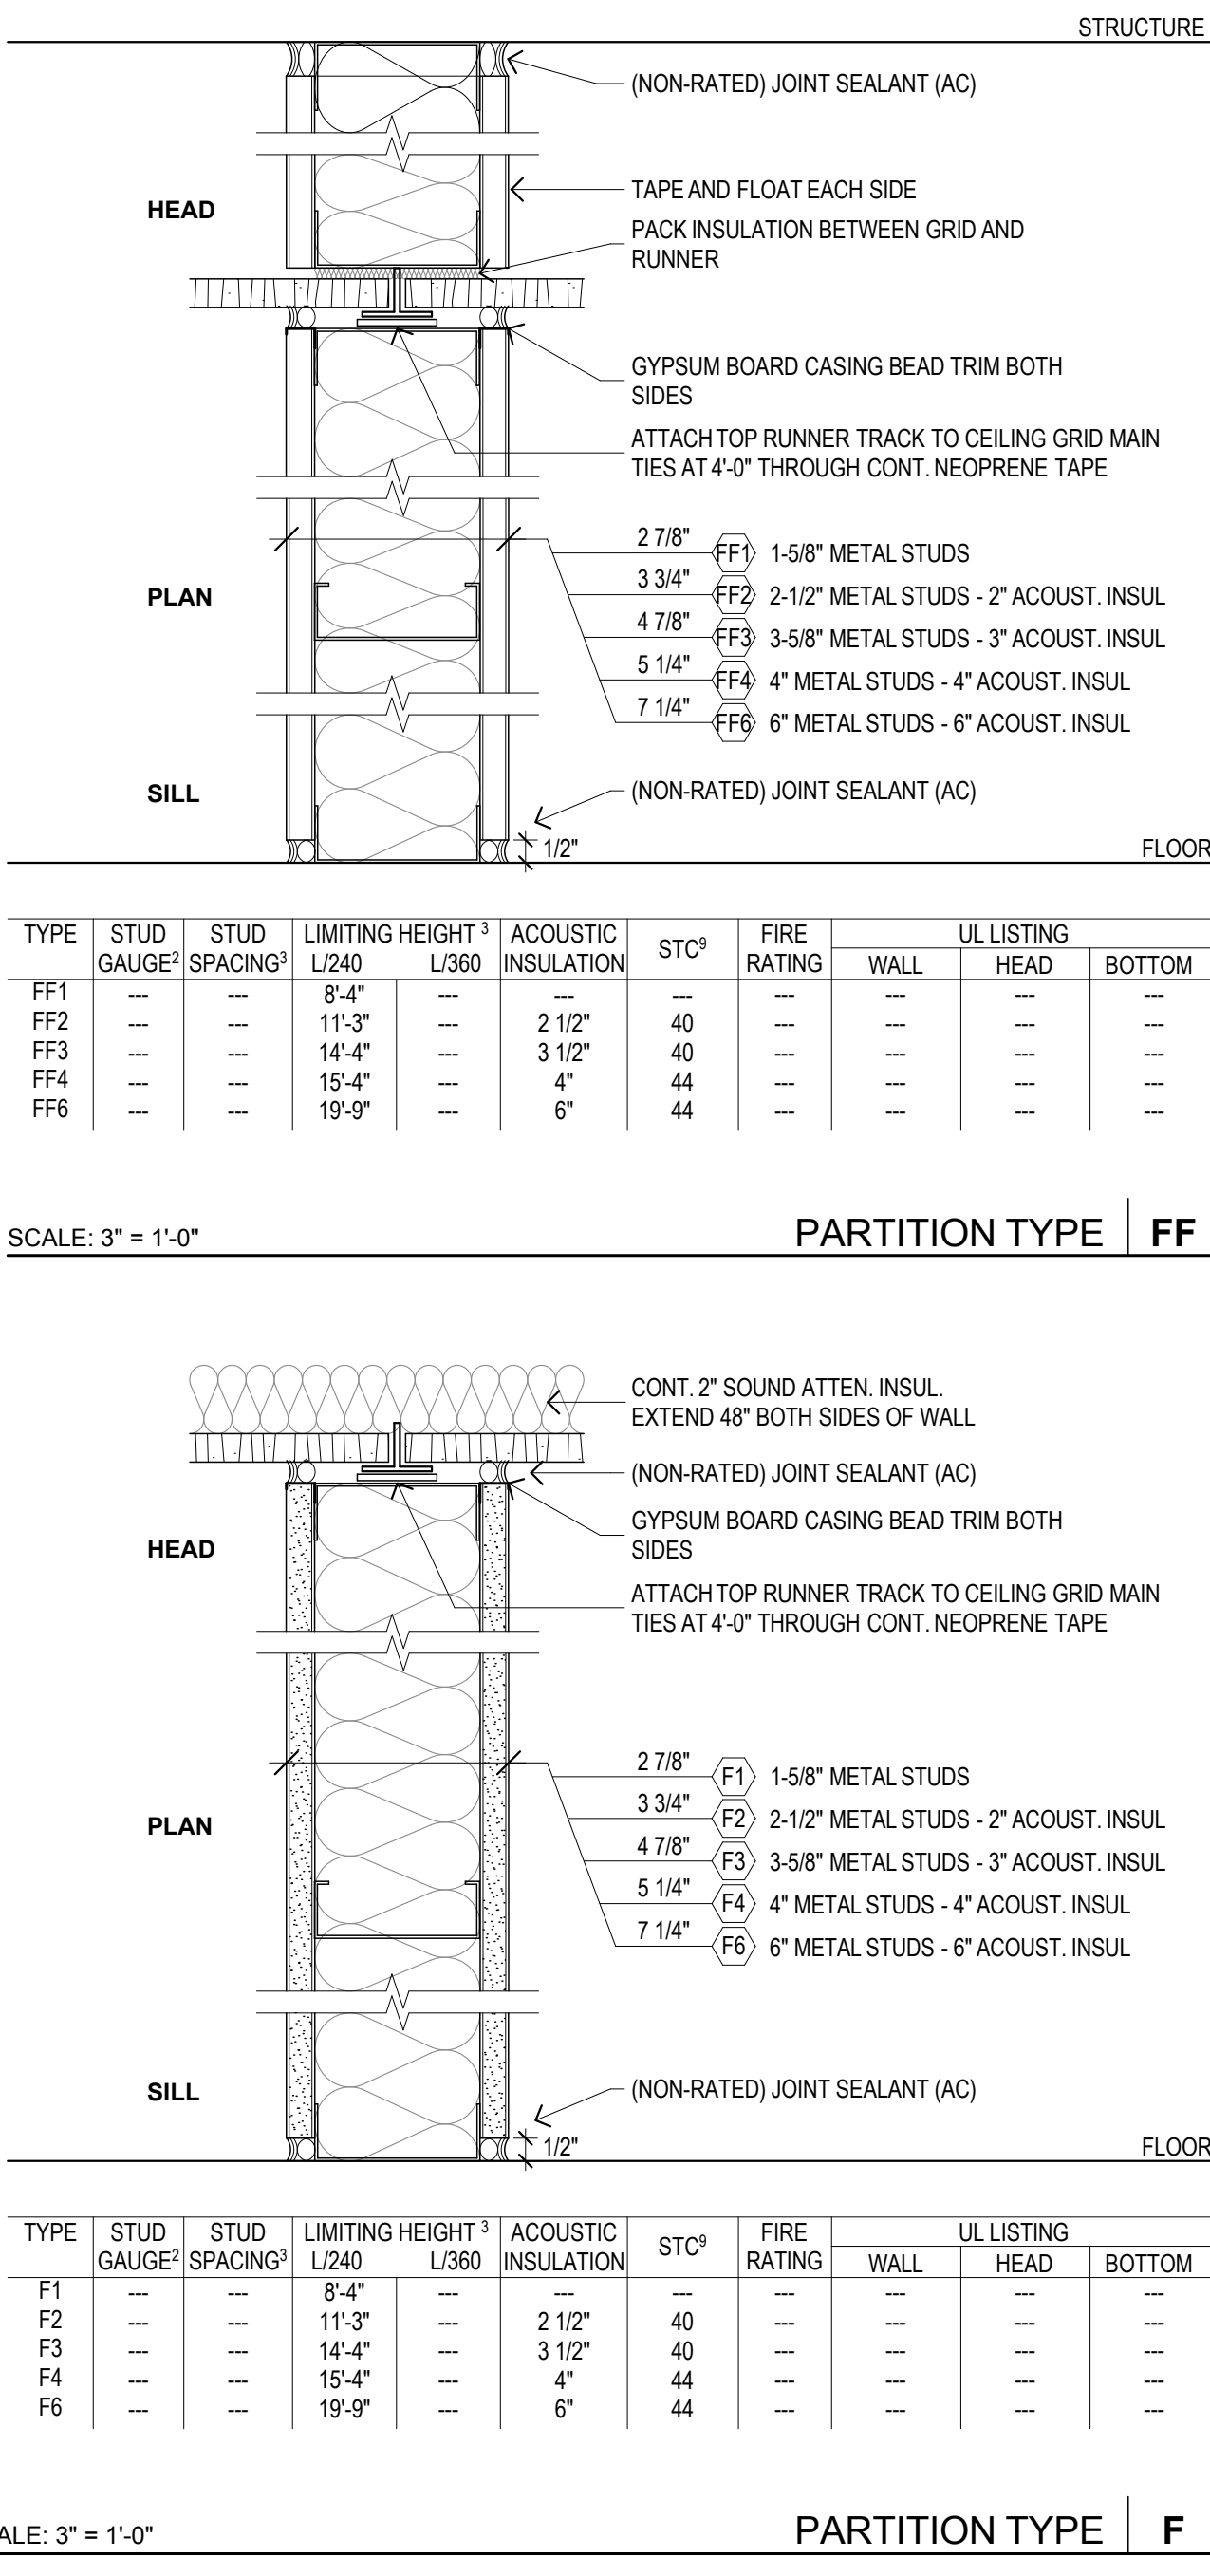 STRUCTURE
(NON-RATED) JOINT SEALANT (AC)
TAPE AND FLOAT EACH SIDE
HEAD
PACK INSULATION BETWEEN GRID AND
RUNNER
GYPSUM BOARD CASING BEAD TRIM BOTH
SIDES
ATTACH TOP RUNNER TRACK TO CEILING GRID MAIN
TIES AT 4'-0" THROUGH CONT. NEOPRENE TAPE
2 7/8" FF1 1-5/8" METAL STUDS
PLAN
3 3/4" FF2 2-1/2" METAL STUDS - 2" ACOUST. INSUL
4 7/8" FF3 3-5/8" METAL STUDS - 3" ACOUST. INSUL
5 1/4" FF4 4" METAL STUDS - 4" ACOUST. INSUL
7 1/4" FF6 6" METAL STUDS - 6" ACOUST. INSUL
SILL
(NON-RATED) JOINT SEALANT (AC)
1/2"
FLOOR
TYPE STUD STUD LIMITING HEIGHT 3 ACOUSTIC STC9 FIRE UL LISTING
GAUGE2 SPACING3 L/240 L/360 INSULATION RATING WALL HEAD BOTTOM
FF1 --- --- 8'-4" --- --- --- --- --- --- ---
FF2 --- --- 11'-3" --- 2 1/2" 40 --- --- --- ---
FF3 --- --- 14'-4" --- 3 1/2" 40 --- --- --- ---
FF4 --- --- 15'-4" --- 4" 44 --- --- --- ---
FF6 --- --- 19'-9" --- 6" 44 --- --- --- ---
SCALE: 3" = 1'-0"
PARTITION TYPE FF
CONT. 2" SOUND ATTEN. INSUL.
EXTEND 48" BOTH SIDES OF WALL
(NON-RATED) JOINT SEALANT (AC)
HEAD
GYPSUM BOARD CASING BEAD TRIM BOTH
SIDES
ATTACH TOP RUNNER TRACK TO CEILING GRID MAIN
TIES AT 4'-0" THROUGH CONT. NEOPRENE TAPE
2 7/8" F1 1-5/8" METAL STUDS
PLAN
3 3/4" F2 2-1/2" METAL STUDS - 2" ACOUST. INSUL
4 7/8" F3 3-5/8" METAL STUDS - 3" ACOUST. INSUL
5 1/4" F4 4" METAL STUDS - 4" ACOUST. INSUL
7 1/4" F6 6" METAL STUDS - 6" ACOUST. INSUL
SILL
(NON-RATED) JOINT SEALANT (AC)
1/2"
FLOOR
TYPE STUD STUD LIMITING HEIGHT 3 ACOUSTIC STC9 FIRE UL LISTING
GAUGE2 SPACING3 L/240 L/360 INSULATION RATING WALL HEAD BOTTOM
F1 --- --- 8'-4" --- --- --- --- --- --- ---
F2 --- --- 11'-3" --- 2 1/2" 40 --- --- --- ---
F3 --- --- 14'-4" --- 3 1/2" 40 --- --- --- ---
F4 --- --- 15'-4" --- 4" 44 --- --- --- ---
F6 --- --- 19'-9" --- 6" 44 --- --- --- ---
ALE: 3" = 1'-0"
PARTITION TYPE F